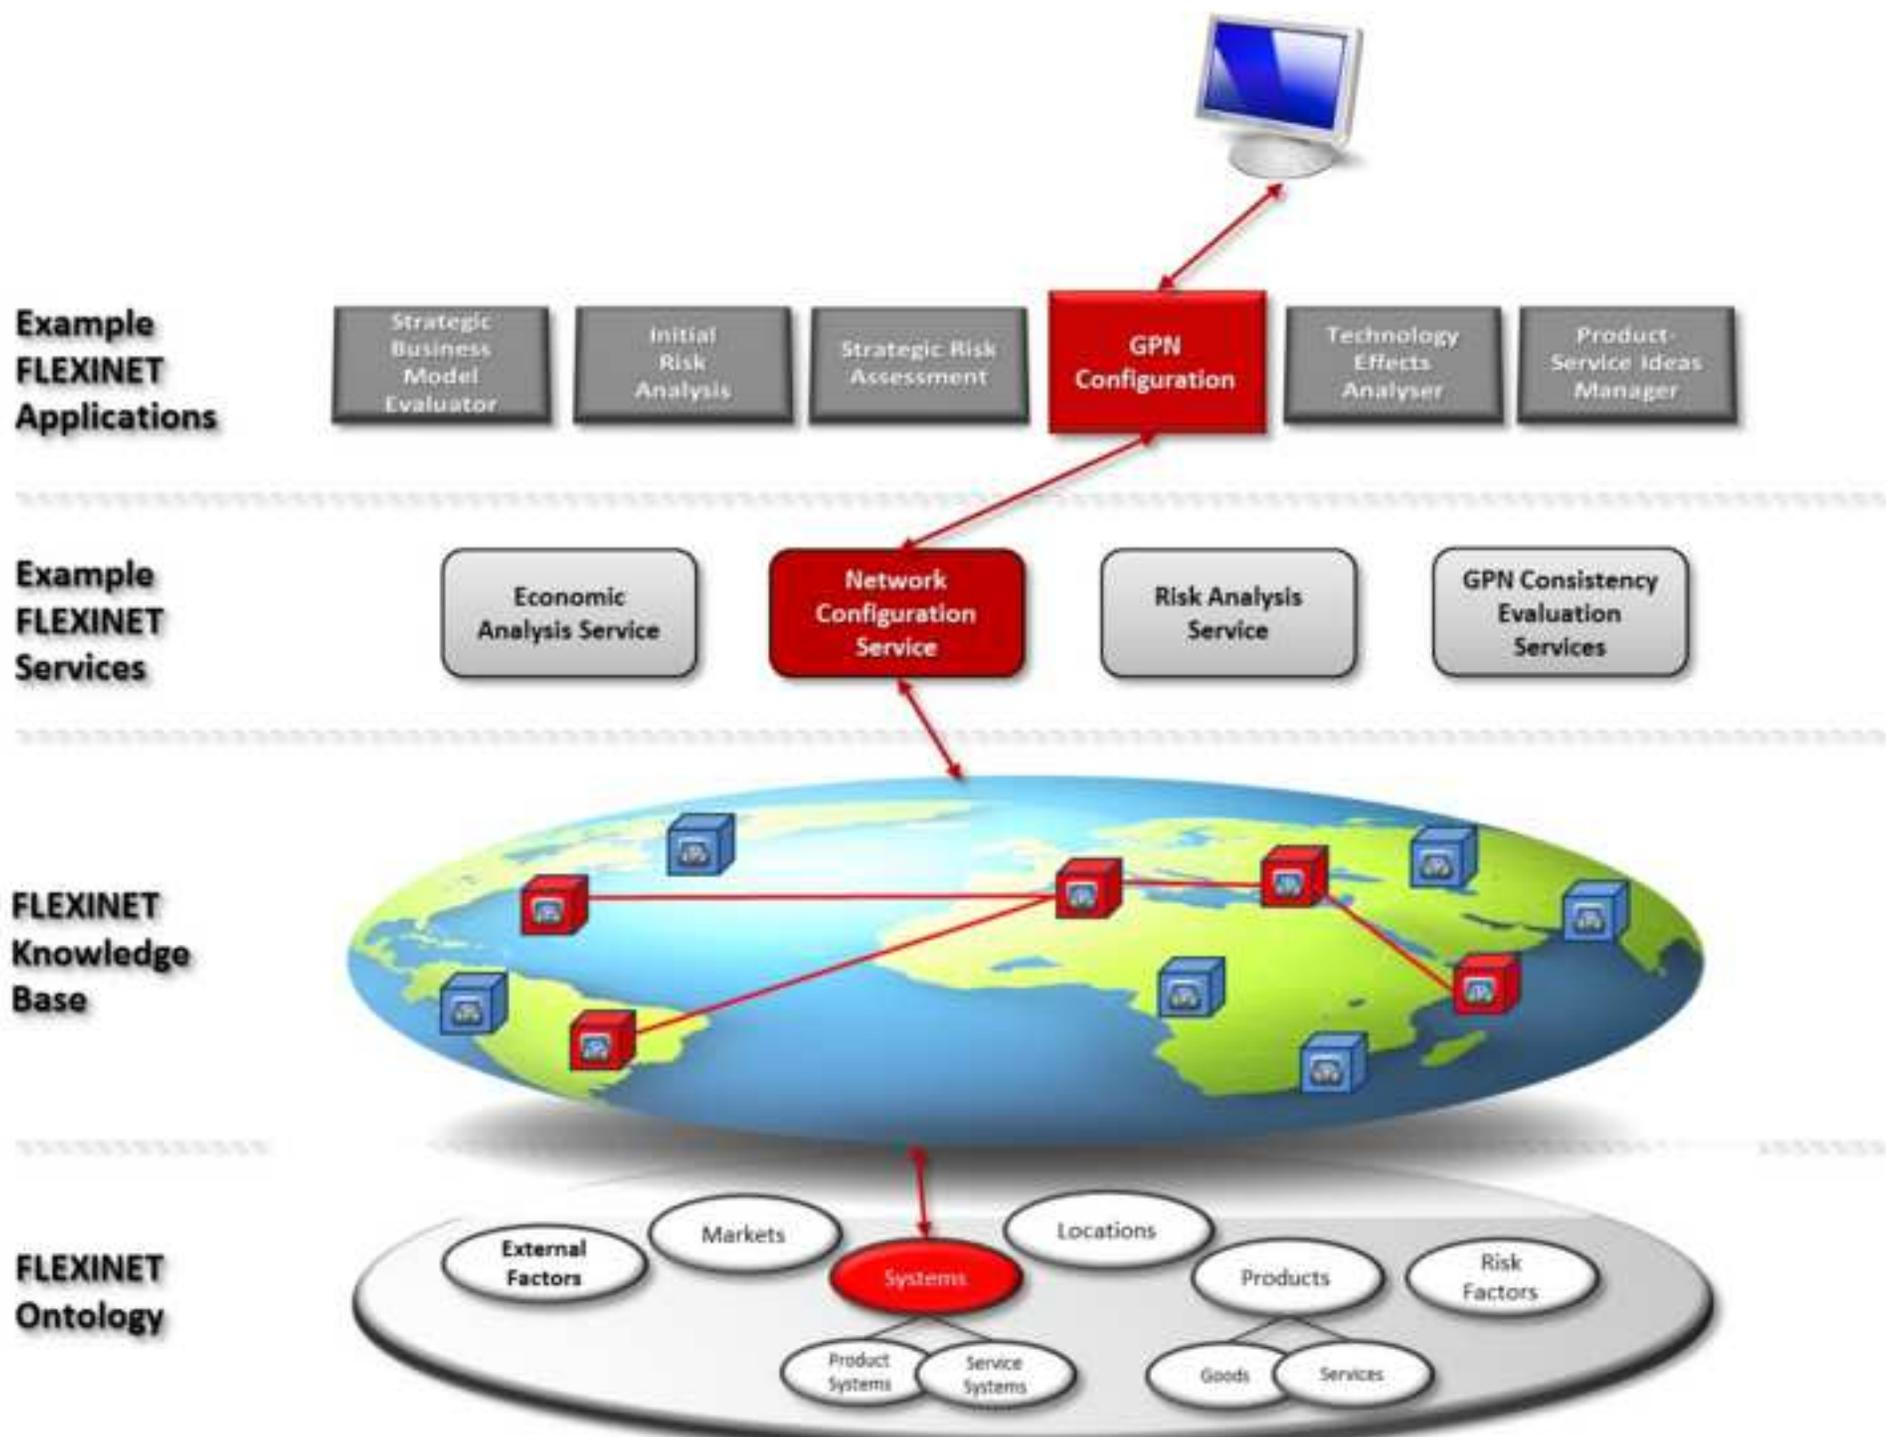 Example
FLEXINET
Applications
Strategic
Business
Model
Evaluator
Initial
Risk
Analysis
Strategic Risk
Assessment
GPN
Configuration
Technology
Effects
Analyser
Product-
Service Ideas
Manager
Example
FLEXINET
Services
Economic
Analysis Service
Network
Configuration
Service
Risk Analysis
Service
GPN Consistency
Evaluation
Services
FLEXINET
Knowledge
Base
FLEXINET
Ontology
External
Factors
Markets
Systems
Locations
Products
Risk
Factors
Product
Systems
Service
Systems
Goods
Services